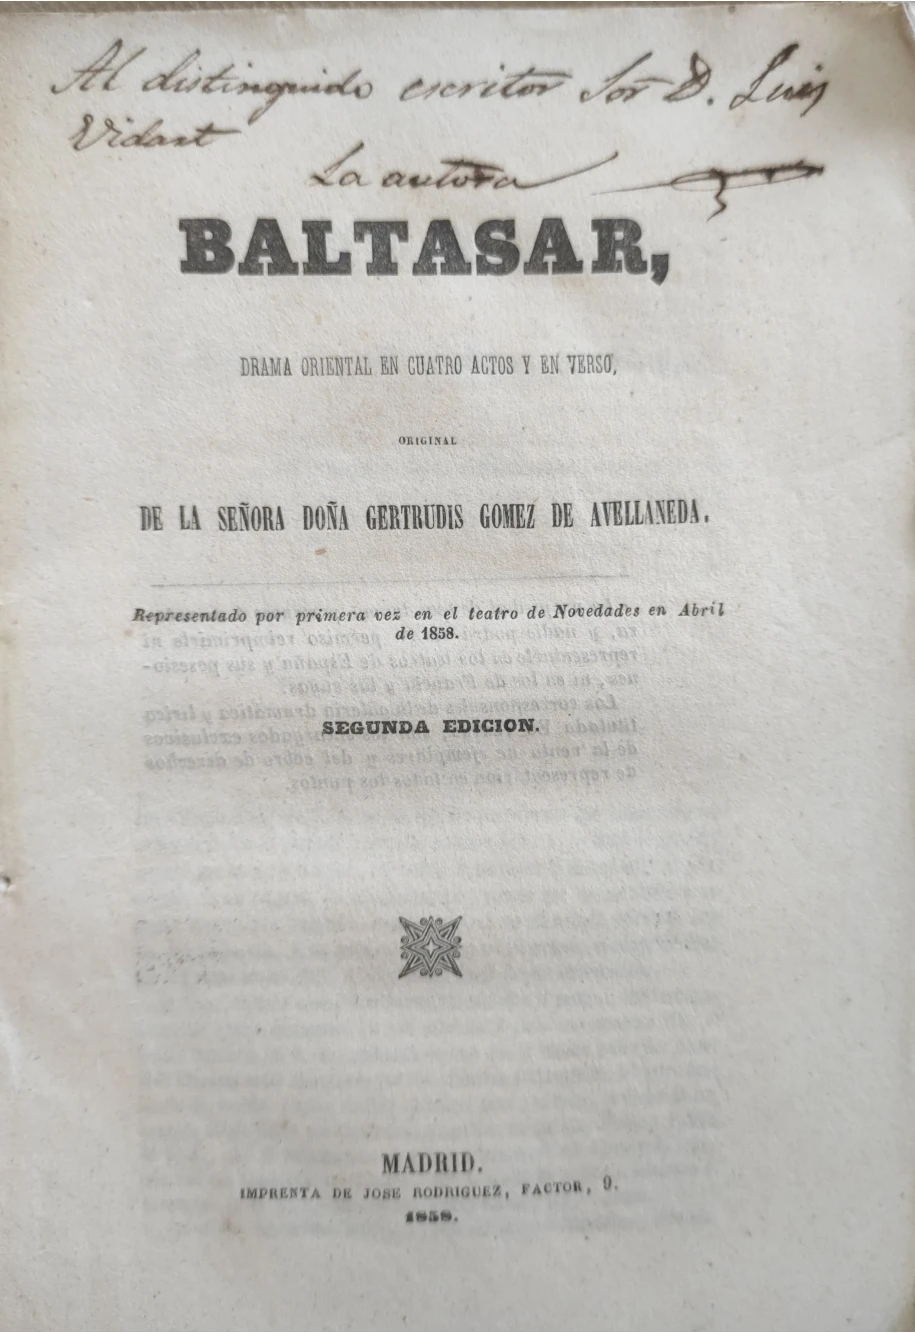 Al distinguido escritor Sor D. Luis
Vidart
La autora
BALTASAR,
DRAMA ORIENTAL EN CUATRO ACTOS Y EN VERSO,
ORIGINAL
DE LA SEÑORA DOÑA GERTRUDIS GOMEZ DE AVELLANEDA.
Representado por primera vez en el teatro de Novedades en Abril
de 1858.
SEGUNDA EDICION.
MADRID.
IMPRENTA DE JOSE RODRIGUEZ, FACTOR, 9.
1858.